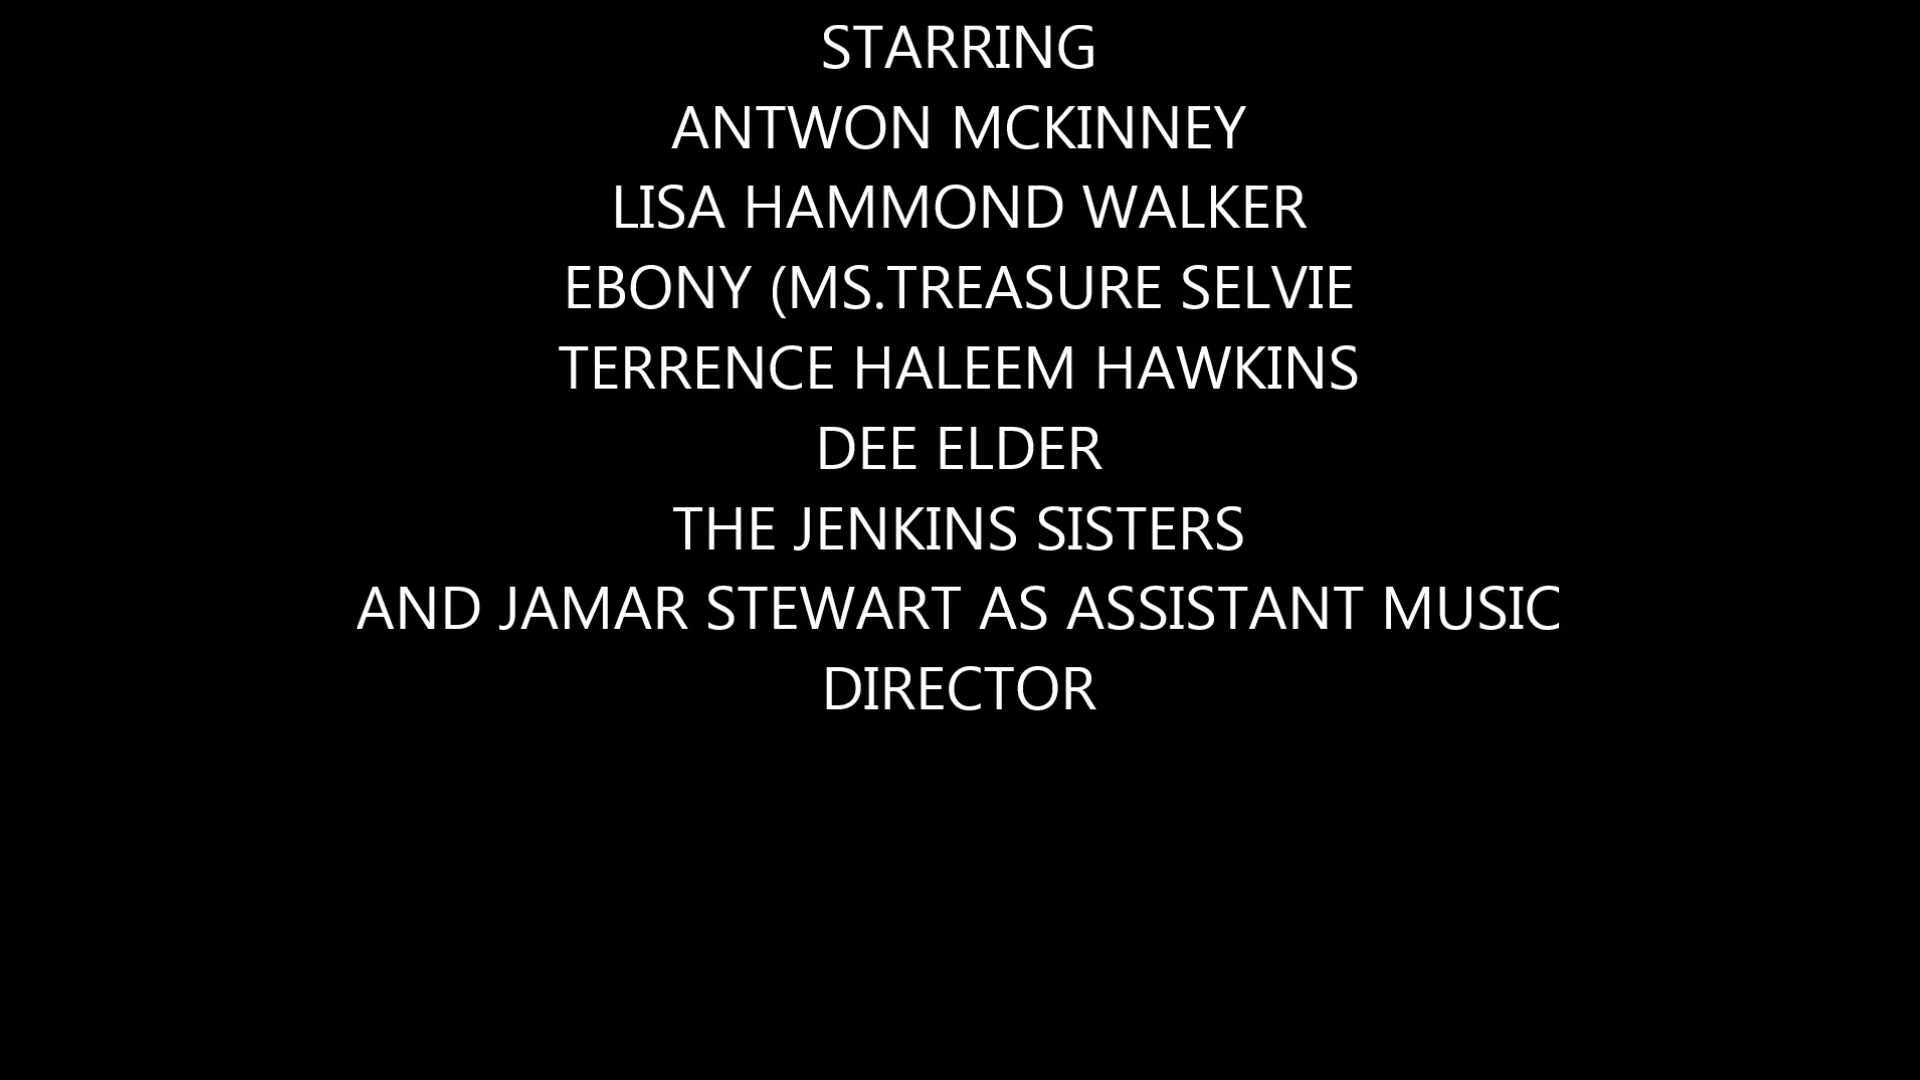 STARRING
ANTWON MCKINNEY
LISA HAMMOND WALKER
EBONY (MS.TREASURE SELVIE
TERRENCE HALEEM HAWKINS
DEE ELDER
THE JENKINS SISTERS
AND JAMAR STEWART AS ASSISTANT MUSIC
DIRECTOR